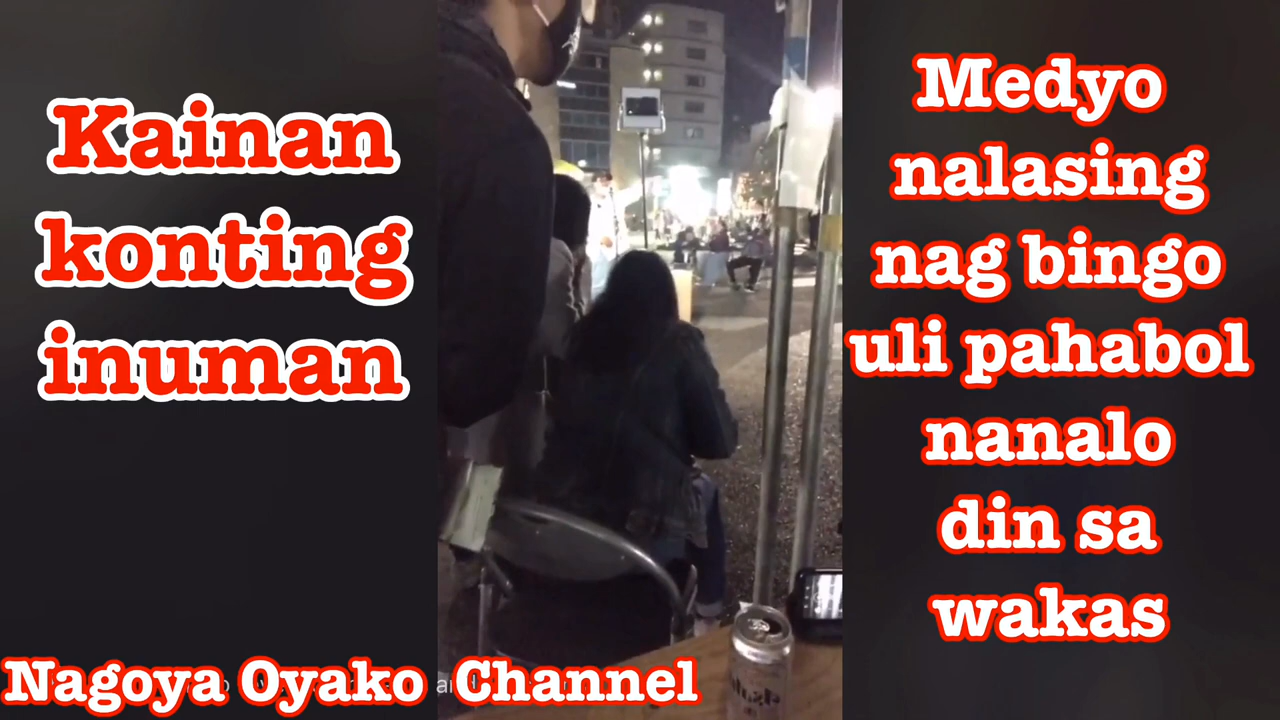 Kainan
konting
inuman
Medyo
nalasing
nag bingo
uli pahabol
nanalo
din sa
wakas
Nagoya Oyako Channel